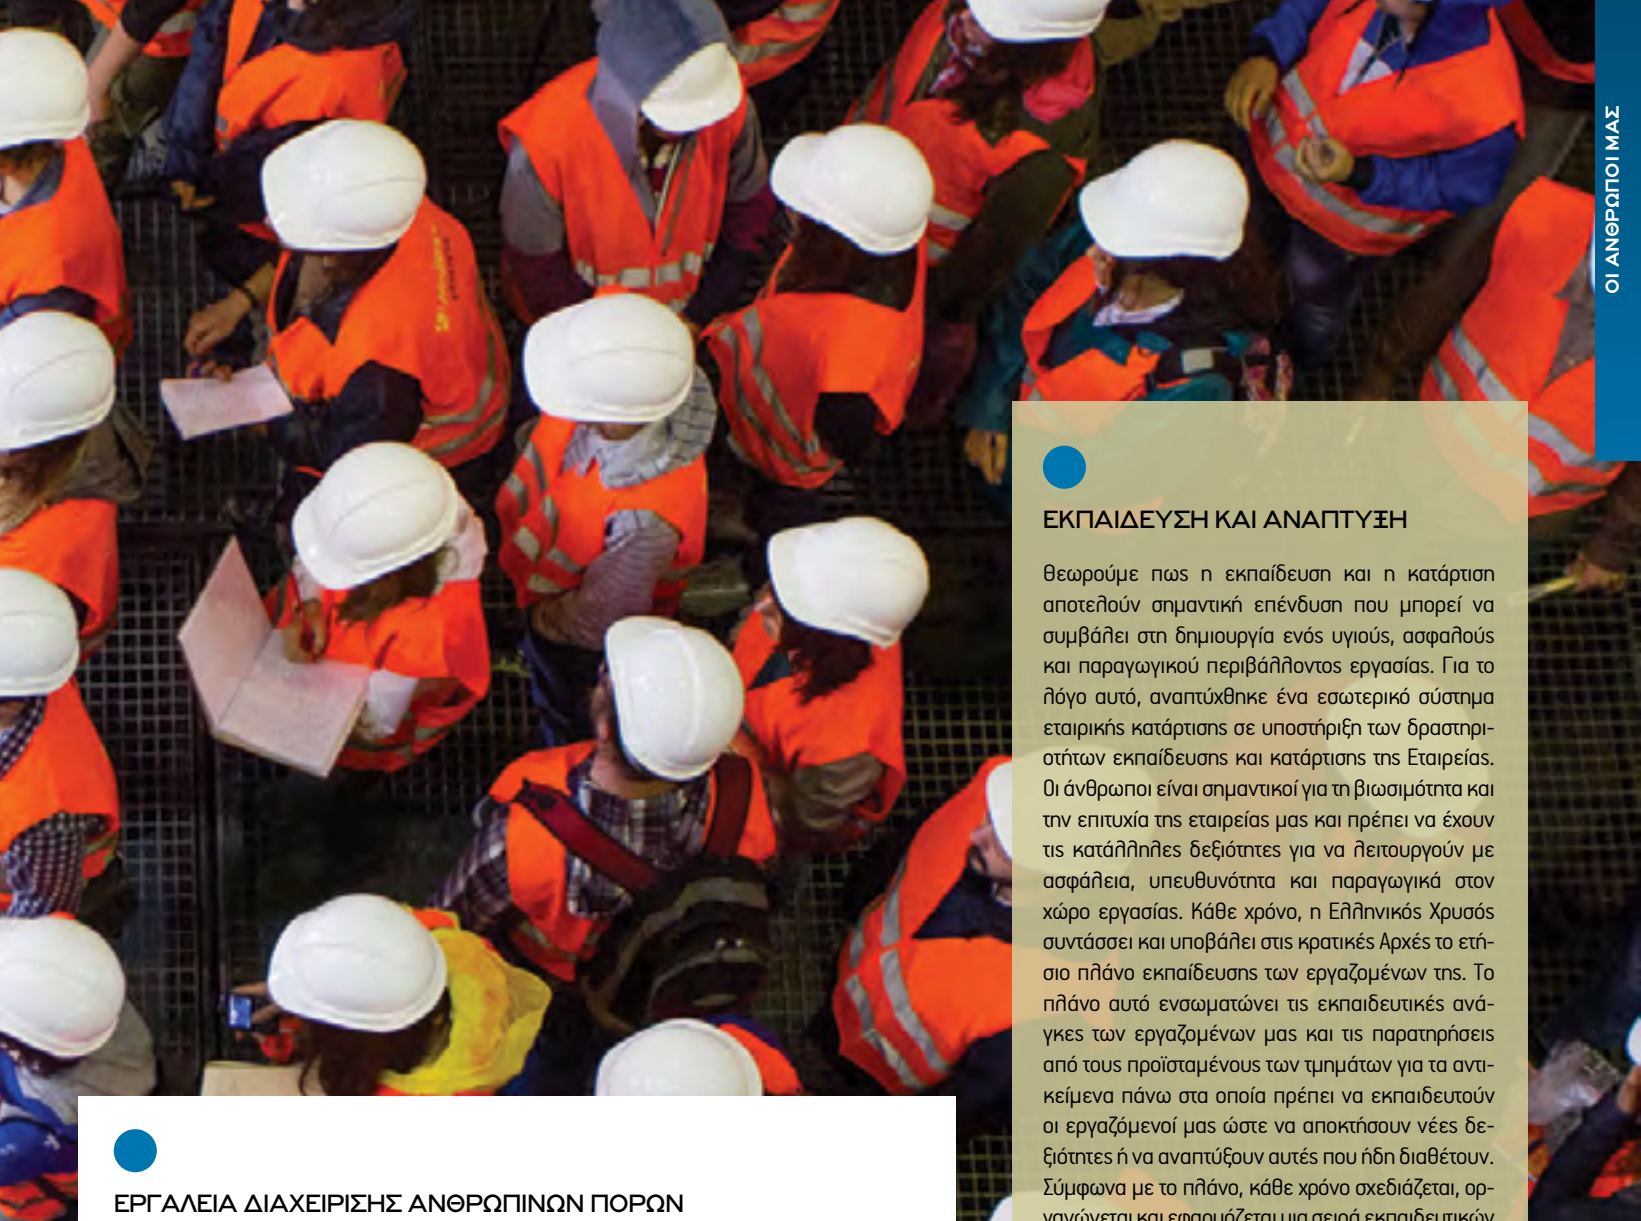 ΟΙ ΑΝΘΡΩΠΟΙ ΜΑΣ
ΕΚΠΑΙΔΕΥΣΗ ΚΑΙ ΑΝΑΠΤΥΞΗ
Θεωρούμε πως η εκπαίδευση και η κατάρτιση
αποτελούν σημαντική επένδυση που μπορεί να
συμβάλει στη δημιουργία ενός υγιούς, ασφαλούς
και παραγωγικού περιβάλλοντος εργασίας. Για το
λόγο αυτό, αναπτύχθηκε ένα εσωτερικό σύστημα
εταιρικής κατάρτισης σε υποστήριξη των δραστηρι-
οτήτων εκπαίδευσης και κατάρτισης της Εταιρείας.
Οι άνθρωποι είναι σημαντικοί για τη βιωσιμότητα και
την επιτυχία της εταιρείας μας και πρέπει να έχουν
τις κατάλληλες δεξιότητες για να λειτουργούν με
ασφάλεια, υπευθυνότητα και παραγωγικά στον
χώρο εργασίας. Κάθε χρόνο, η Ελληνικός Χρυσός
συντάσσει και υποβάλει στις κρατικές Αρχές το ετή-
σιο πλάνο εκπαίδευσης των εργαζομένων της. Το
πλάνο αυτό ενσωματώνει τις εκπαιδευτικές ανά-
γκες των εργαζομένων μας και τις παρατηρήσεις
από τους προϊσταμένους των τμημάτων για τα αντι-
κείμενα πάνω στα οποία πρέπει να εκπαιδευτούν
οι εργαζόμενοί μας ώστε να αποκτήσουν νέες δε-
ξιότητες ή να αναπτύξουν αυτές που ήδη διαθέτουν.
Σύμφωνα με το πλάνο, κάθε χρόνο σχεδιάζεται, ορ-
γανώνεται και εφαρμόζεται μια σειρά εκπαιδευτικών
ΕΡΓΑΛΕΙΑ ΔΙΑΧΕΙΡΙΣΗΣ ΑΝΘΡΩΠΙΝΩΝ ΠΟΡΩΝ